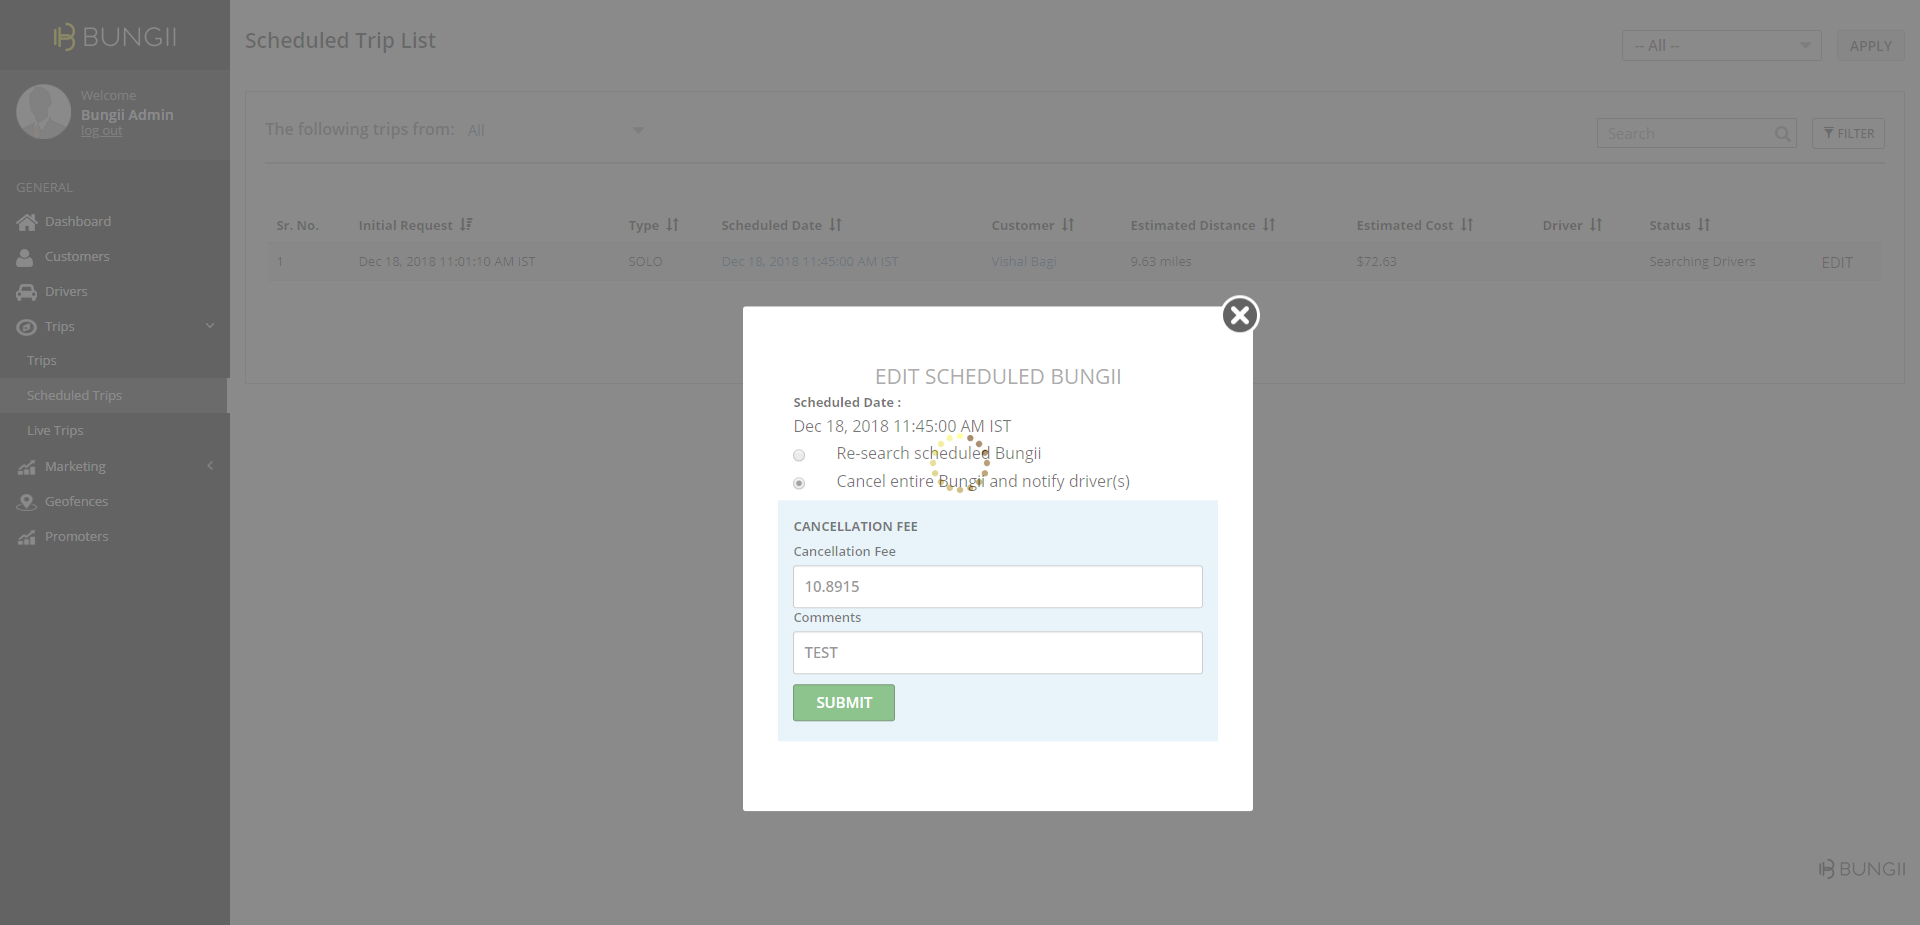 BUNGII
Scheduled Trip List
-- All --
APPLY
Welcome
Bungii Admin
log out
The following trips from: All
Search
FILTER
GENERAL
Dashboard
Customers
Drivers
Trips
Trips
Scheduled Trips
Live Trips
Marketing
Geofences
Promoters
Sr. No. Initial Request Type Scheduled Date Customer Estimated Distance Estimated Cost Driver Status
1 Dec 18, 2018 11:01:10 AM IST SOLO Dec 18, 2018 11:45:00 AM IST Vishal Bagi 9.63 miles $72.63 Searching Drivers EDIT
EDIT SCHEDULED BUNGII
Scheduled Date :
Dec 18, 2018 11:45:00 AM IST
Re-search scheduled Bungii
Cancel entire Bungii and notify driver(s)
CANCELLATION FEE
Cancellation Fee
10.8915
Comments
TEST
SUBMIT
BUNGII